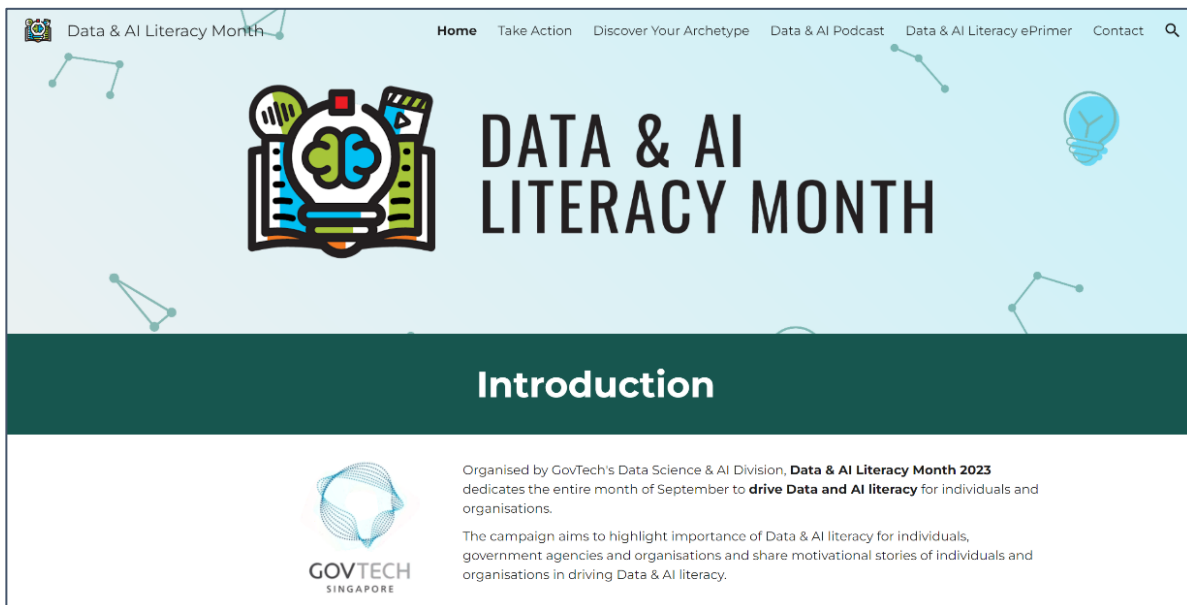 Data & AI Literacy Month
Home Take Action Discover Your Archetype Data & AI Podcast Data & AI Literacy ePrimer Contact
DATA & AI
LITERACY MONTH
Introduction
Organised by GovTech's Data Science & AI Division, Data & AI Literacy Month 2023
dedicates the entire month of September to drive Data and AI literacy for individuals and
organisations.
The campaign aims to highlight importance of Data & AI literacy for individuals,
government agencies and organisations and share motivational stories of individuals and
organisations in driving Data & AI literacy.
GOVTECH
SINGAPORE